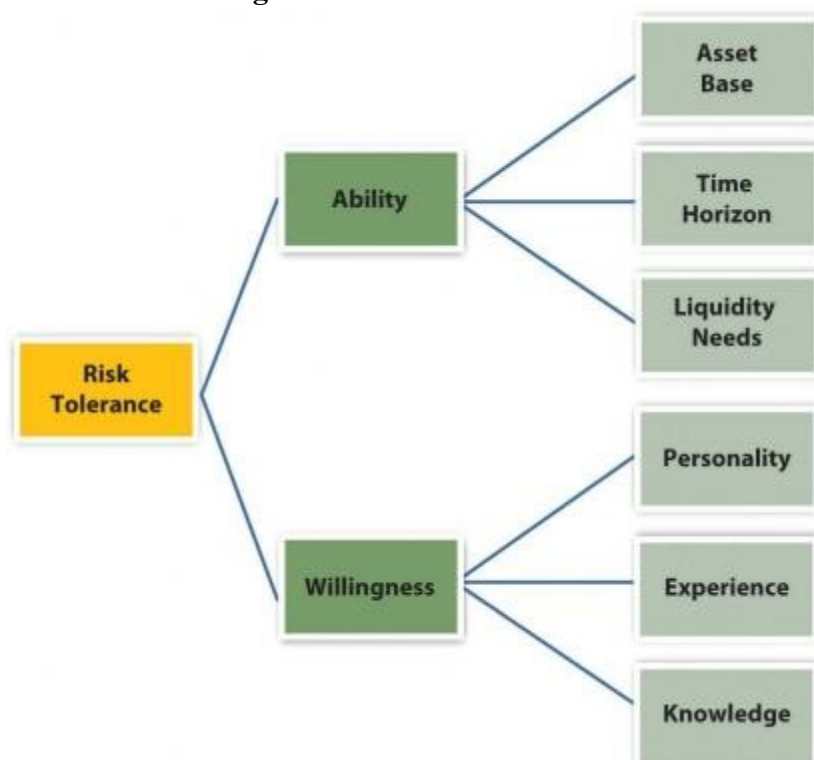 Asset
Base
Ability
Time
Horizon
Liquidity
Needs
Risk
Tolerance
Personality
Willingness
Experience
Knowledge